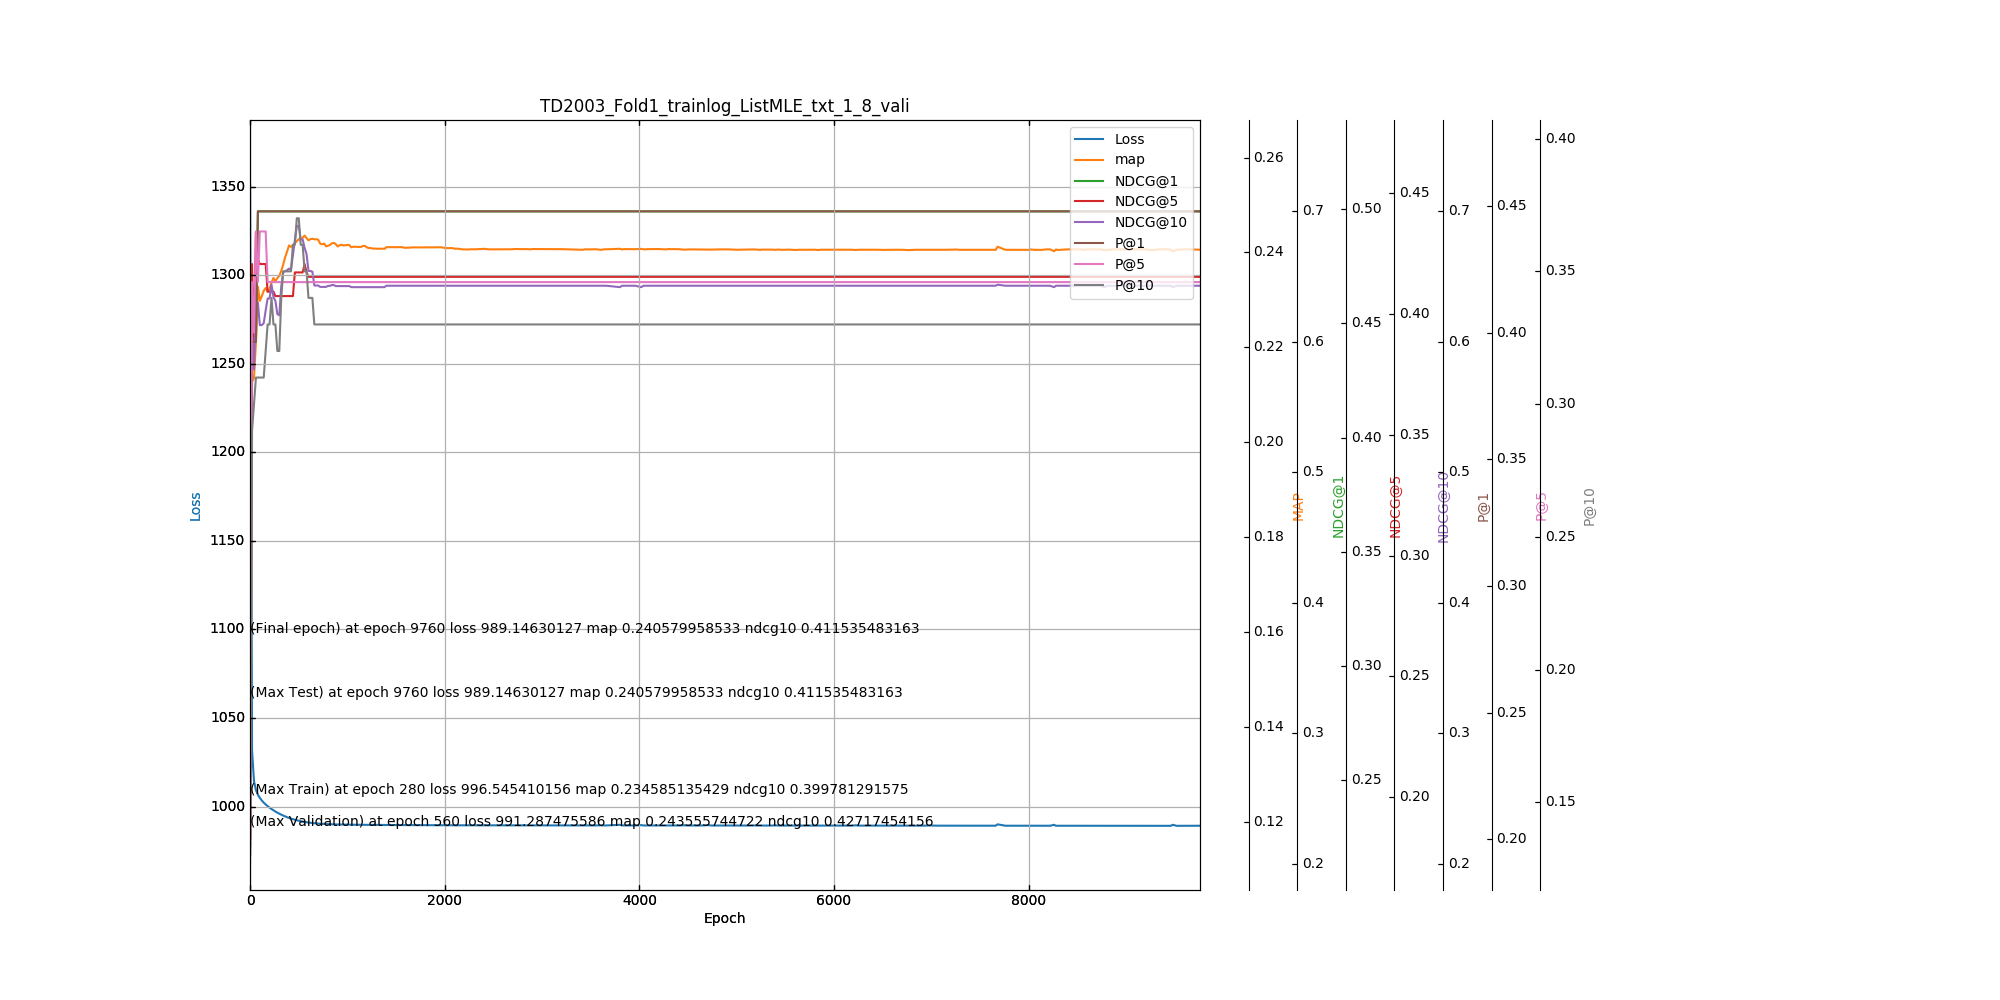 TD2003_Fold1_trainlog_ListMLE_txt_1_8_vali
Loss
map
NDCG@1
NDCG@5
NDCG@10
P@1
P@5
P@10
1350
1300
1250
1200
1150
1100
1050
1000
Loss
(Final epoch) at epoch 9760 loss 989.14630127 map 0.240579958533 ndcg10 0.411535483163
(Max Test) at epoch 9760 loss 989.14630127 map 0.240579958533 ndcg10 0.411535483163
(Max Train) at epoch 280 loss 996.545410156 map 0.234585135429 ndcg10 0.399781291575
(Max Validation) at epoch 560 loss 991.287475586 map 0.243555744722 ndcg10 0.42717454156
0 2000 4000 6000 8000
Epoch
0.26
0.24
0.22
0.20
0.18
0.16
0.14
0.12
MAP
0.7
0.6
0.5
0.4
0.3
0.2
NDCG@1
0.50
0.45
0.40
0.35
0.30
0.25
NDCG@5
0.45
0.40
0.35
0.30
0.25
0.20
NDCG@10
0.7
0.6
0.5
0.4
0.3
0.2
P@1
0.45
0.40
0.35
0.30
0.25
0.20
P@5
0.40
0.35
0.30
0.25
0.20
0.15
P@10